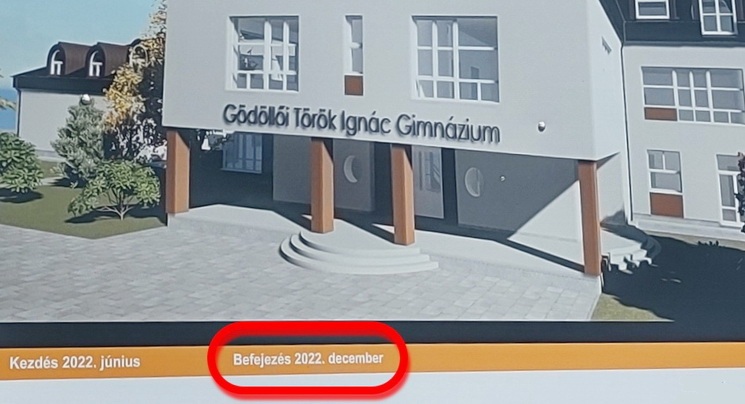 Gödöllői Török Ignác Gimnázium
Kezdés 2022. június
Befejezés 2022. december